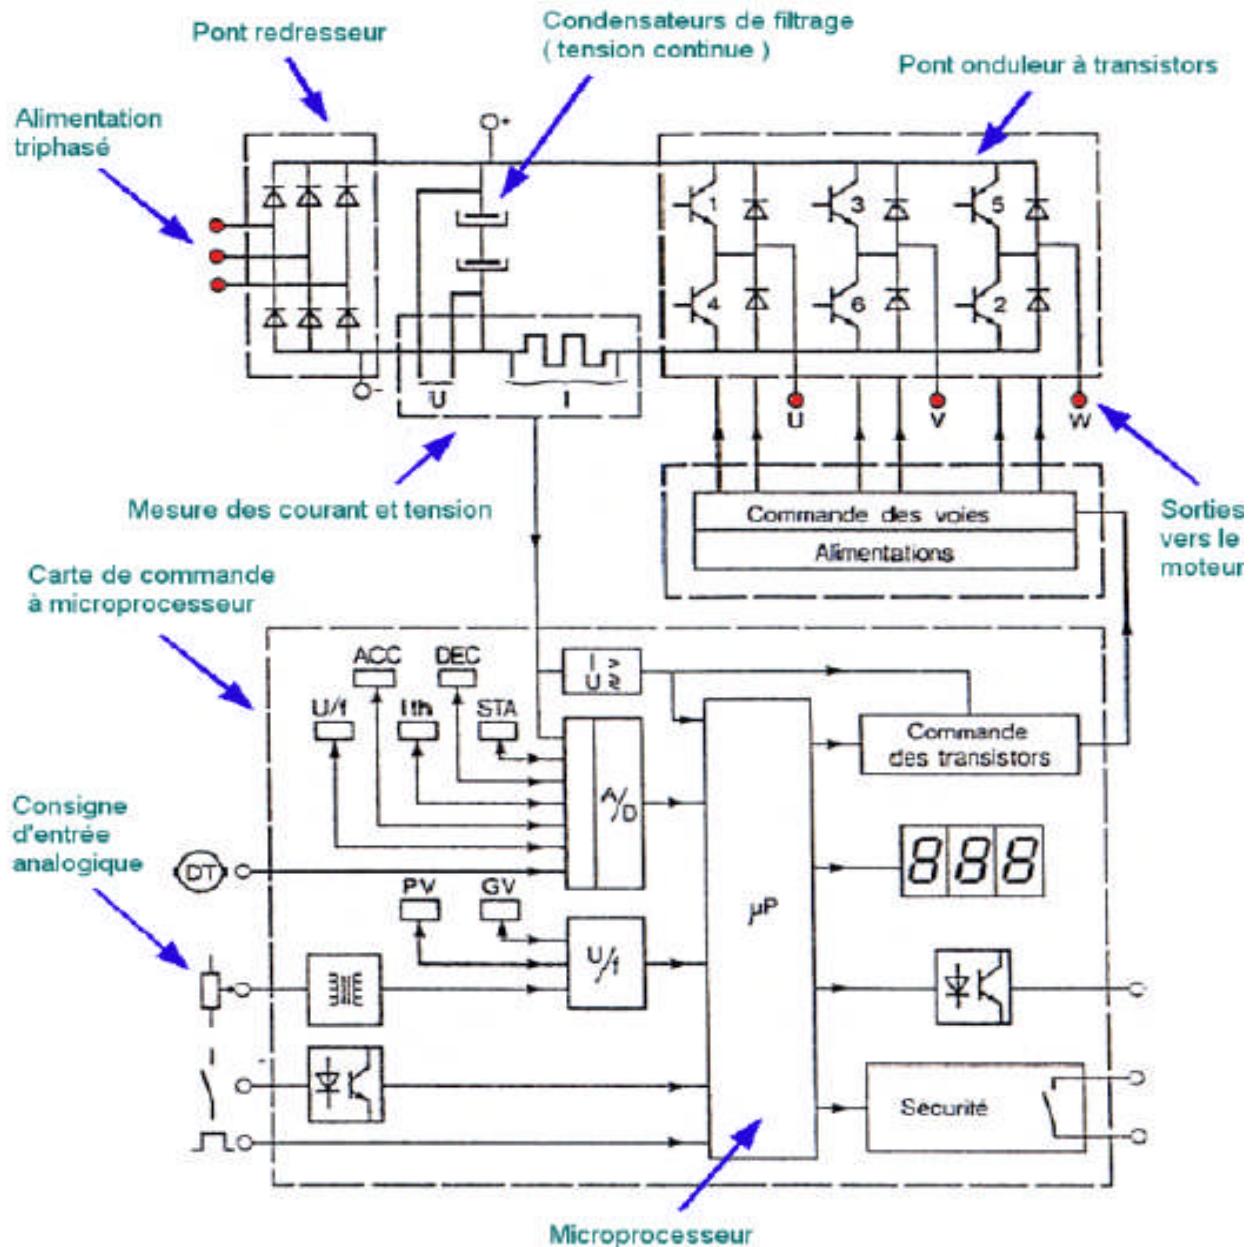 Condensateurs de filtrage
( tension continue )
Pont redresseur
Pont onduleur à transistors
Alimentation
triphasé
O+
1
3
5
4
6
2
O-
U
I
U
V
W
Mesure des courant et tension
Commande des voies
Alimentations
Sorties
vers le
moteur
Carte de commande
à microprocesseur
ACC
DEC
I >
U ≷
U/f
Ith
STA
Commande
des transistors
A/D
Consigne
d'entrée
analogique
888
DT
PV
GV
µP
U/f
Sécurité
Microprocesseur